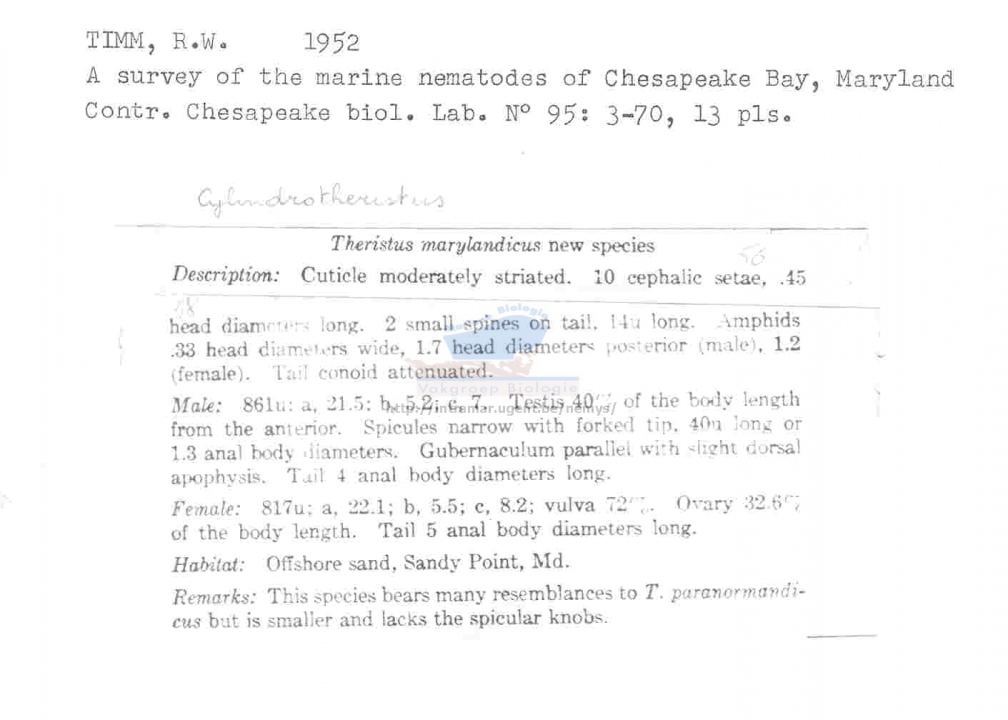 TIMM, R.W. 1952
A survey of the marine nematodes of Chesapeake Bay, Maryland
Contr. Chesapeake biol. Lab. Nº 95: 3-70, 13 pls.
Cylindrotheristus
Theristus marylandicus new species
56
Description: Cuticle moderately striated. 10 cephalic setae, .45
58
head diameters long. 2 small spines on tail, 14u long. Amphids
.33 head diameters wide, 1.7 head diameters posterior (male), 1.2
(female). Tail conoid attenuated.
Vakgroep Biologie
Male: 861u: a, 21.5: b, 5.2; c, 7. Testis 40% of the body length
http://intramar.ugent.be/nemys/
from the anterior. Spicules narrow with forked tip, 40u long or
1.3 anal body diameters. Gubernaculum parallel with slight dorsal
apophysis. Tail 4 anal body diameters long.
Female: 817u; a, 22.1; b, 5.5; c, 8.2; vulva 72%. Ovary 32.6%
of the body length. Tail 5 anal body diameters long.
Habitat: Offshore sand, Sandy Point, Md.
Remarks: This species bears many resemblances to T. paranormandi-
cus but is smaller and lacks the spicular knobs.